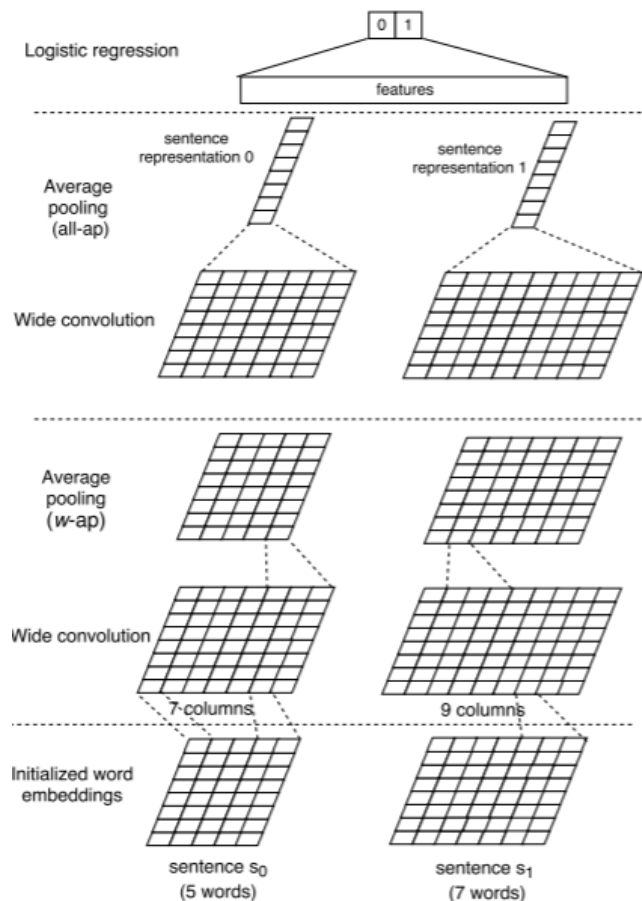 0 1
Logistic regression
features
sentence
representation 0
sentence
representation 1
Average
pooling
(all-ap)
Wide convolution
Average
pooling
(w-ap)
Wide convolution
7 columns
9 columns
Initialized word
embeddings
sentence s0
(5 words)
sentence s1
(7 words)